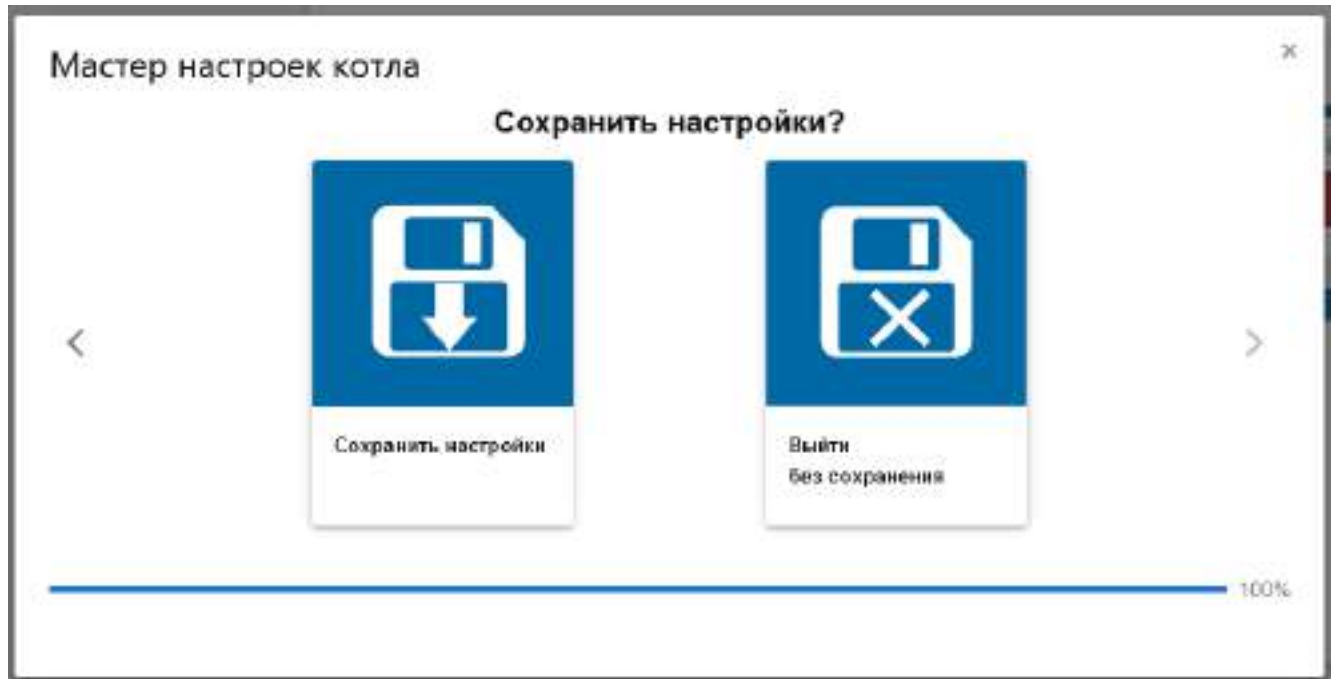 Мастер настроек котла
Сохранить настройки?
Сохранить настройки
Выйти
без сохранения
100%